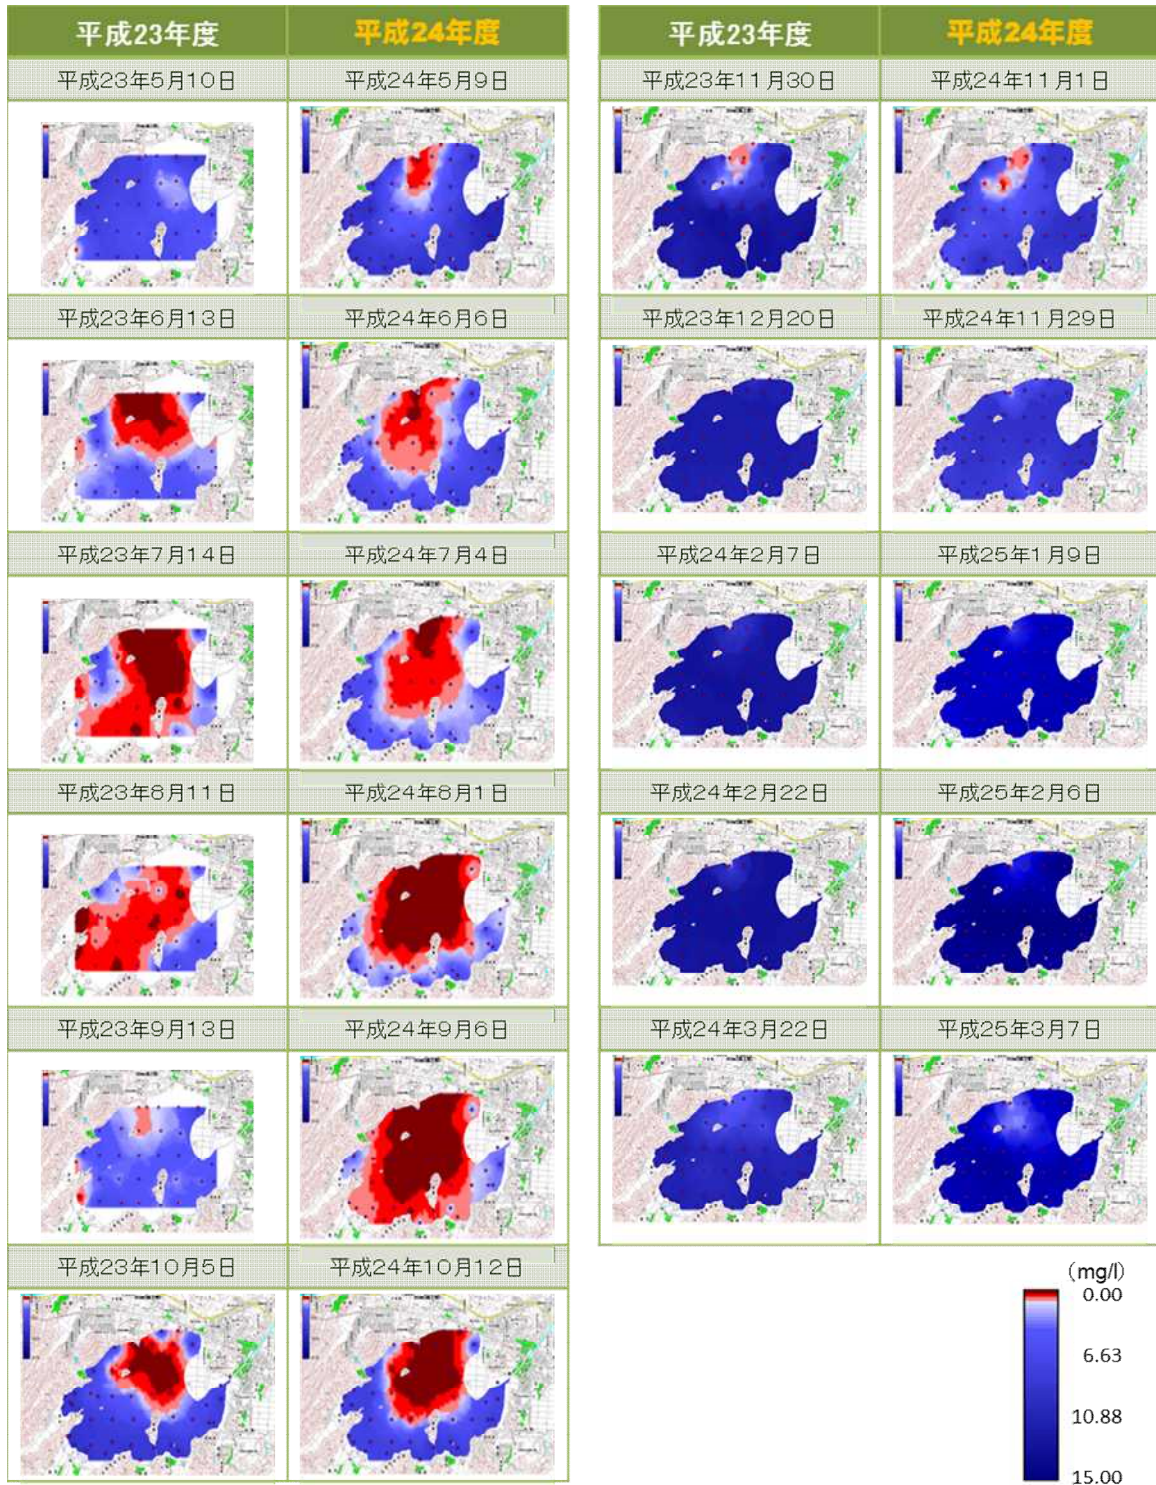 平成23年度 平成24年度 平成23年度 平成24年度
平成23年5月10日 平成24年5月9日 平成23年11月30日 平成24年11月1日
平成23年6月13日 平成24年6月6日 平成23年12月20日 平成24年11月29日
平成23年7月14日 平成24年7月4日 平成24年2月7日 平成25年1月9日
平成23年8月11日 平成24年8月1日 平成24年2月22日 平成25年2月6日
平成23年9月13日 平成24年9月6日 平成24年3月22日 平成25年3月7日
平成23年10月5日 平成24年10月12日
(mg/l)
0.00
6.63
10.88
15.00